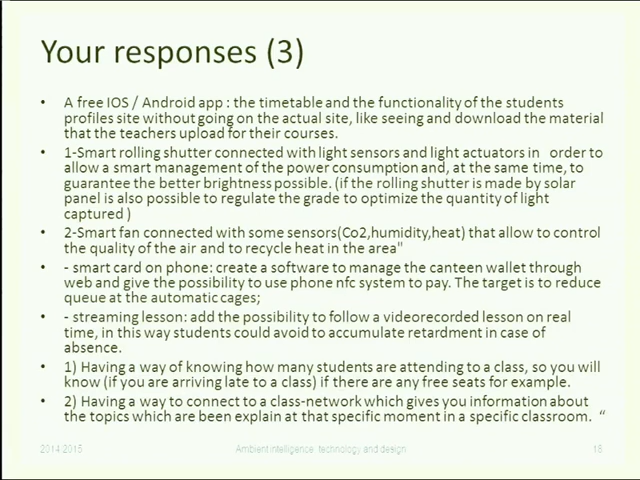 Your responses (3)
• A free IOS / Android app : the timetable and the functionality of the students
profiles site without going on the actual site, like seeing and download the material
that the teachers upload for their courses.
• 1-Smart rolling shutter connected with light sensors and light actuators in order to
allow a smart management of the power consumption and, at the same time, to
guarantee the better brightness possible. (if the rolling shutter is made by solar
panel is also possible to regulate the grade to optimize the quantity of light
captured )
• 2-Smart fan connected with some sensors(Co2,humidity,heat) that allow to control
the quality of the air and to recycle heat in the area"
• - smart card on phone: create a software to manage the canteen wallet through
web and give the possibility to use phone nfc system to pay. The target is to reduce
queue at the automatic cages;
• - streaming lesson: add the possibility to follow a videorecorded lesson on real
time, in this way students could avoid to accumulate retardment in case of
absence.
• 1) Having a way of knowing how many students are attending to a class, so you will
know (if you are arriving late to a class) if there are any free seats for example.
• 2) Having a way to connect to a class-network which gives you information about
the topics which are been explain at that specific moment in a specific classroom. “
2014.2015 Ambient intelligence: technology and design 18